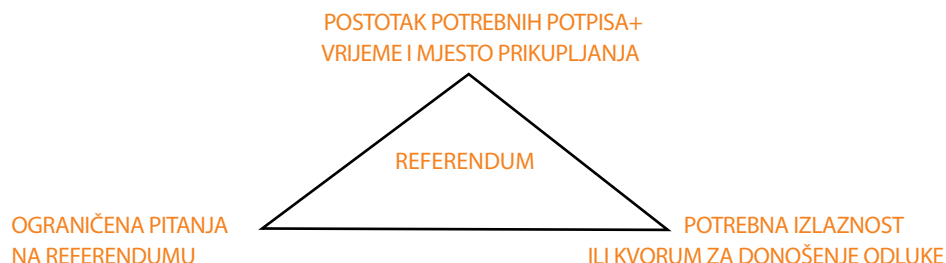 POSTOTAK POTREBNIH POTPISA+
VRIJEME I MJESTO PRIKUPLJANJA
REFERENDUM
OGRANIČENA PITANJA
NA REFERENDUMU
POTREBNA IZLAZNOST
ILI KVORUM ZA DONOŠENJE ODLUKE